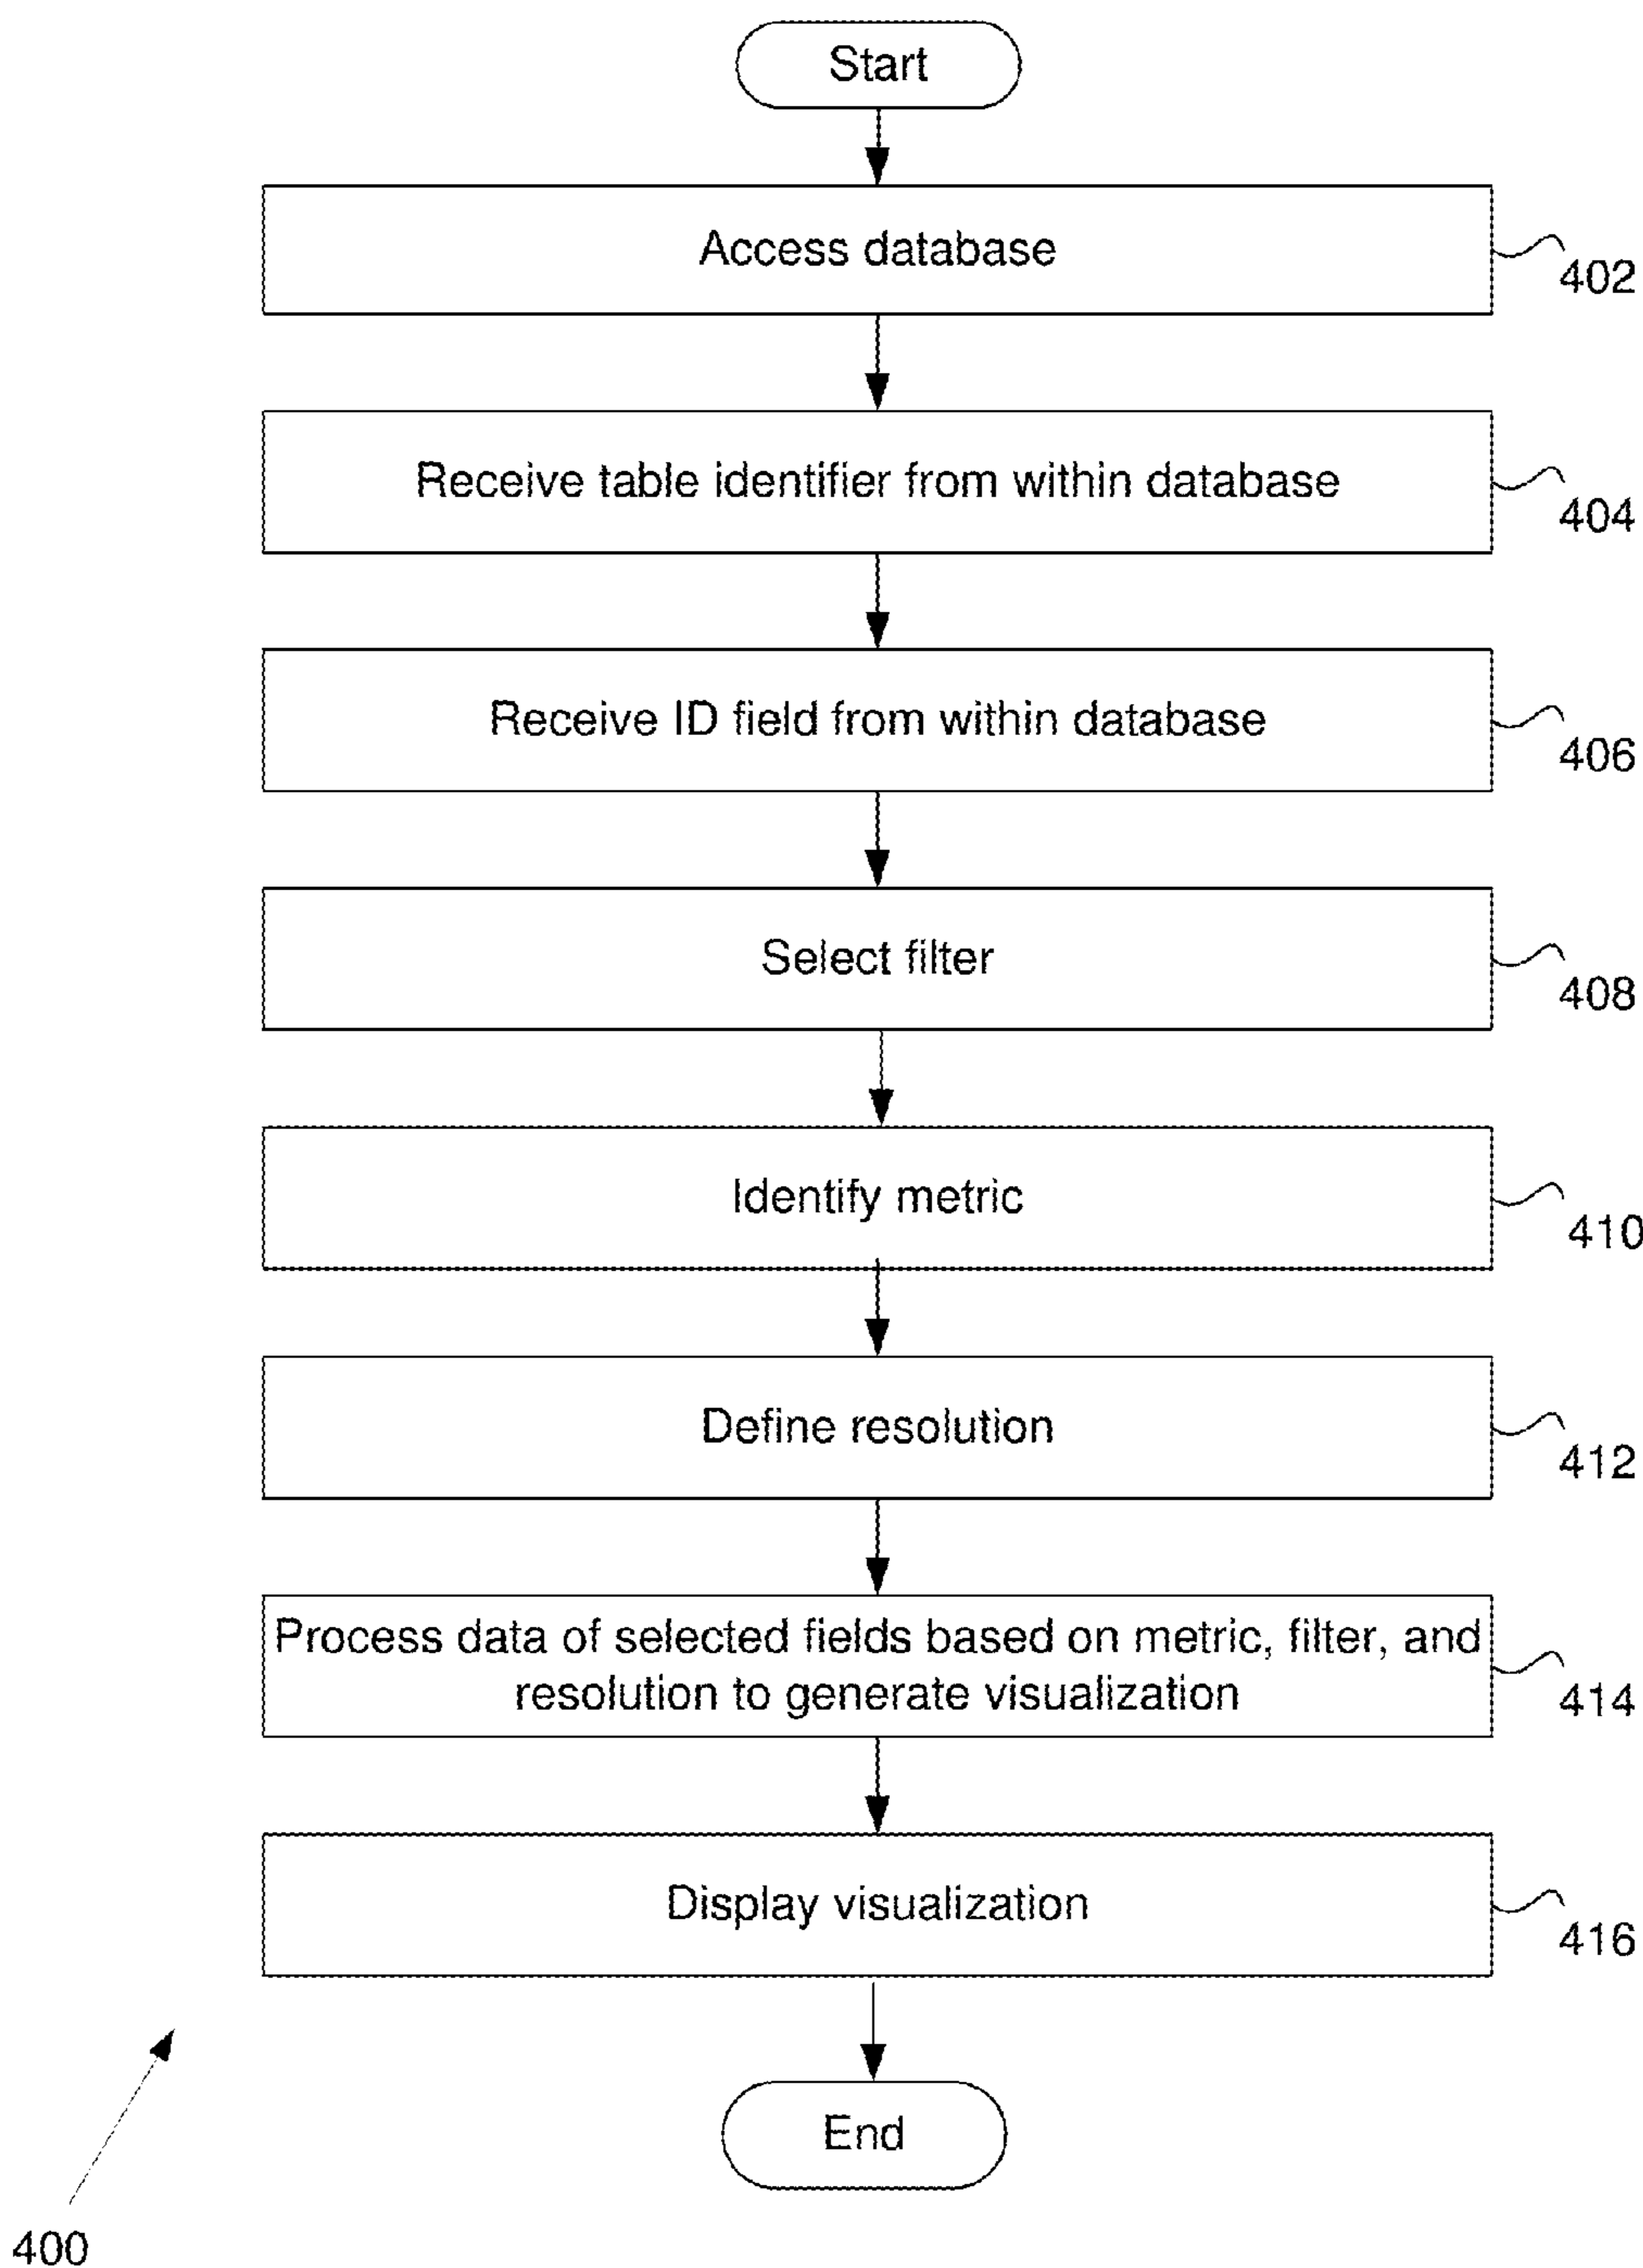 Start
Access database
402
Receive table identifier from within database
404
Receive ID field from within database
406
Select filter
408
Identify metric
410
Define resolution
412
Process data of selected fields based on metric, filter, and
resolution to generate visualization
414
Display visualization
416
End
400